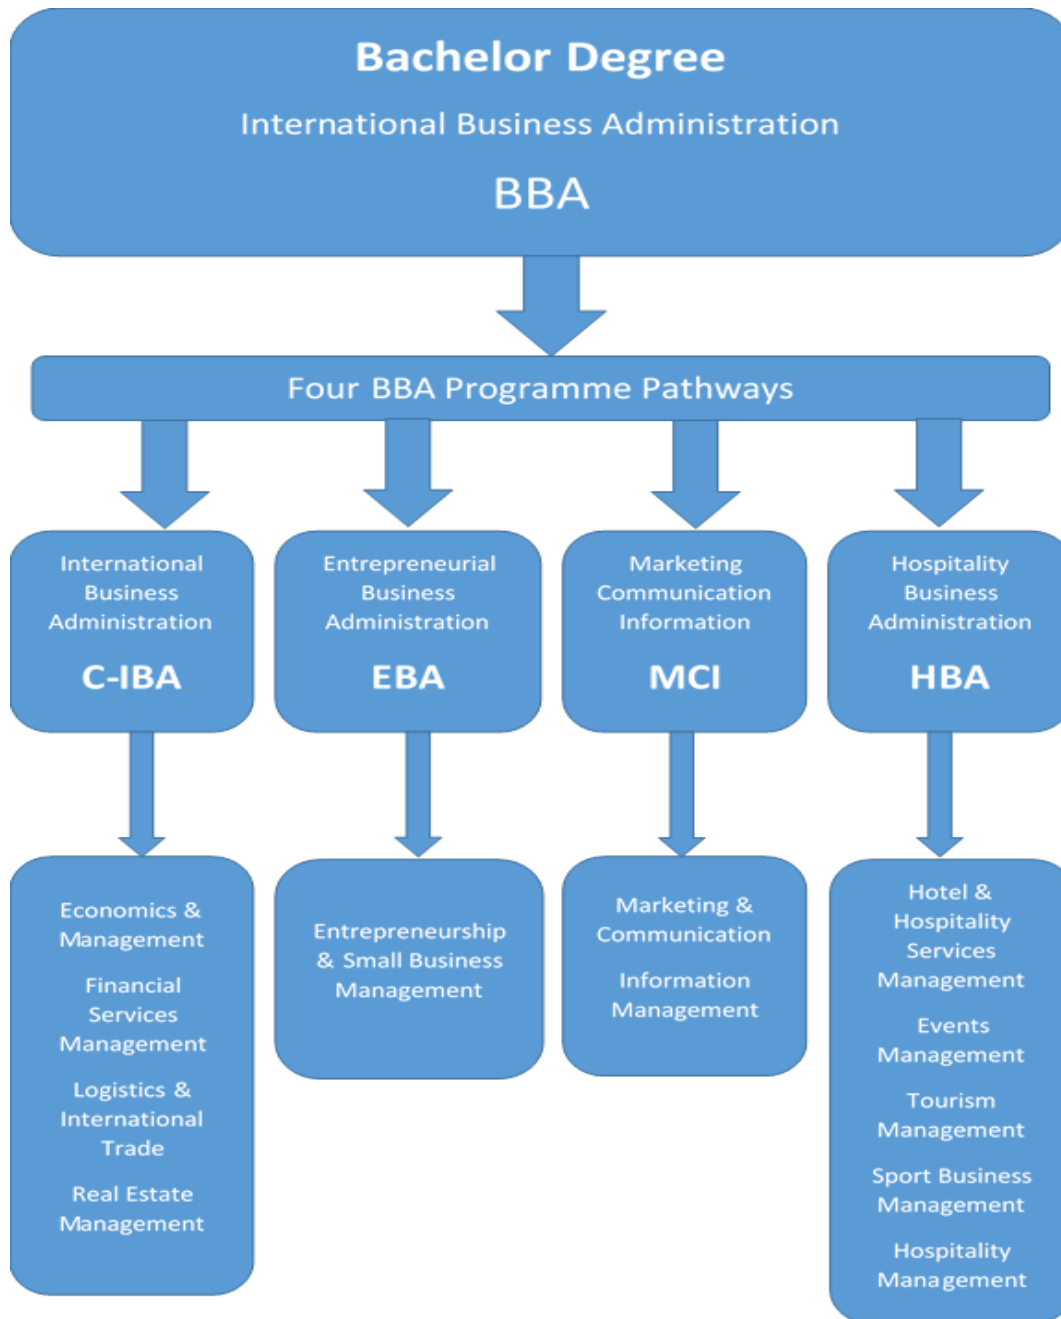 Bachelor Degree
International Business Administration
BBA
Four BBA Programme Pathways
International
Business
Administration
C-IBA
Entrepreneurial
Business
Administration
EBA
Marketing
Communication
Information
MCI
Hospitality
Business
Administration
HBA
Economics &
Management
Financial
Services
Management
Logistics &
International
Trade
Real Estate
Management
Entrepreneurship
& Small Business
Management
Marketing &
Communication
Information
Management
Hotel &
Hospitality
Services
Management
Events
Management
Tourism
Management
Sport Business
Management
Hospitality
Management